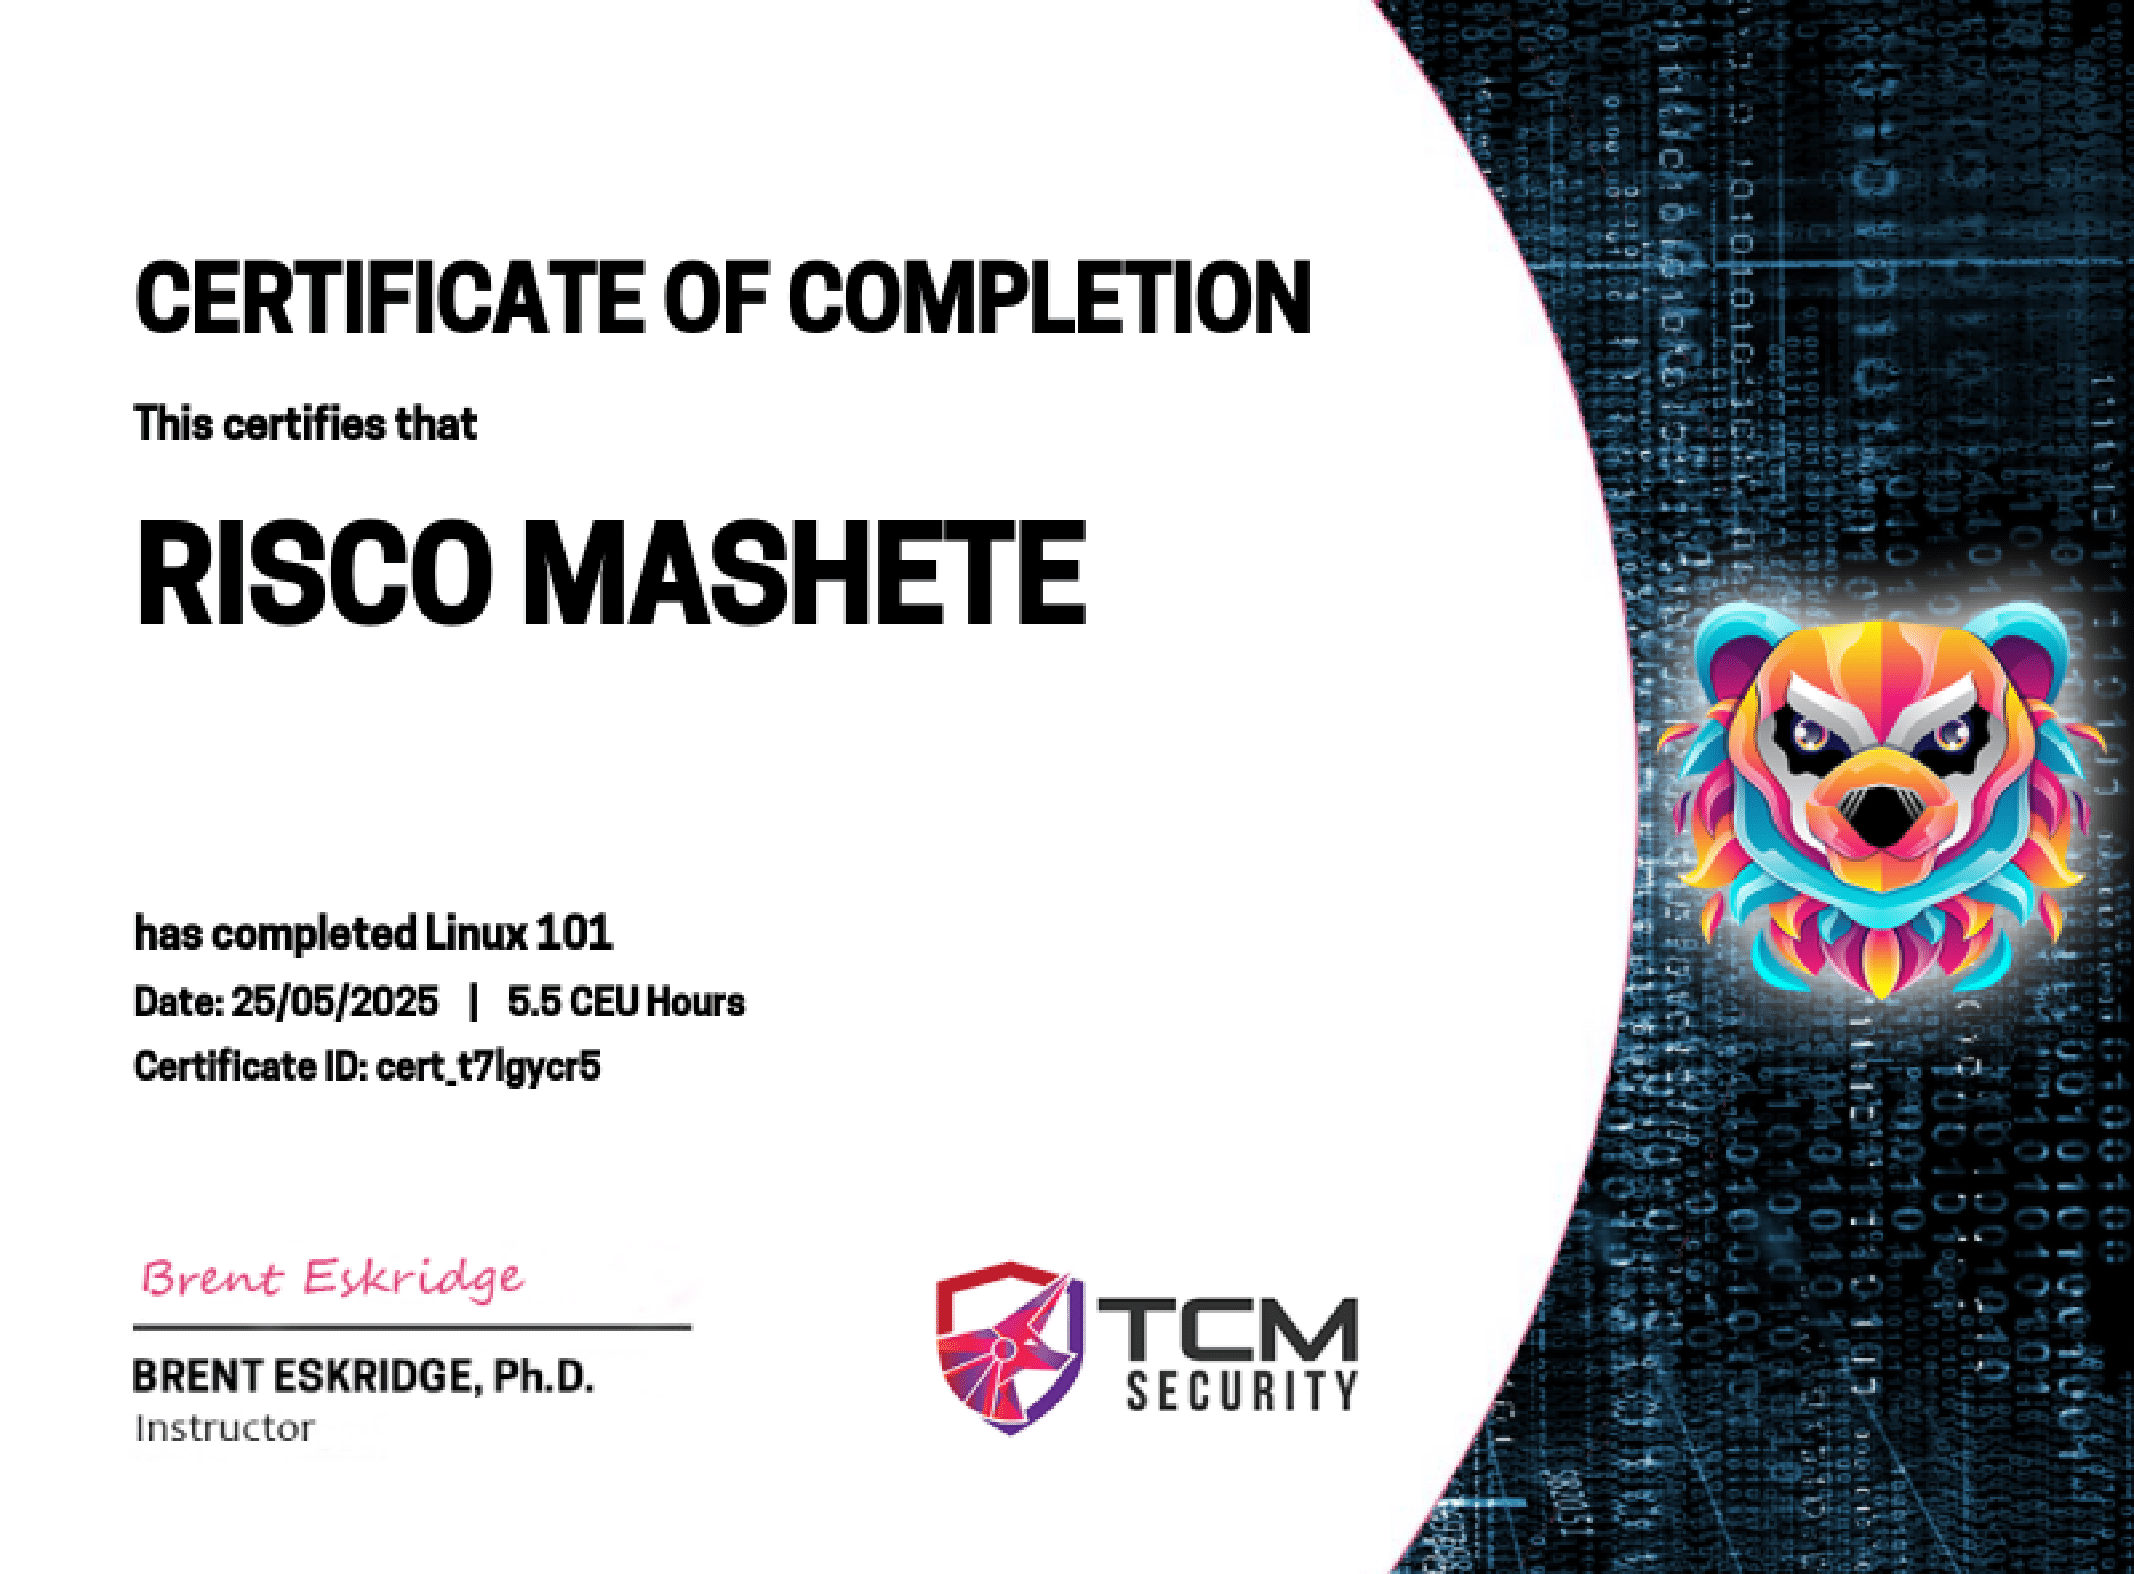 CERTIFICATE OF COMPLETION
This certifies that
RISCO MASHETE
has completed Linux 101
Date: 25/05/2025 | 5.5 CEU Hours
Certificate ID: cert_t7lgycr5
Brent Eskridge
BRENT ESKRIDGE, Ph.D.
Instructor
TCM
SECURITY